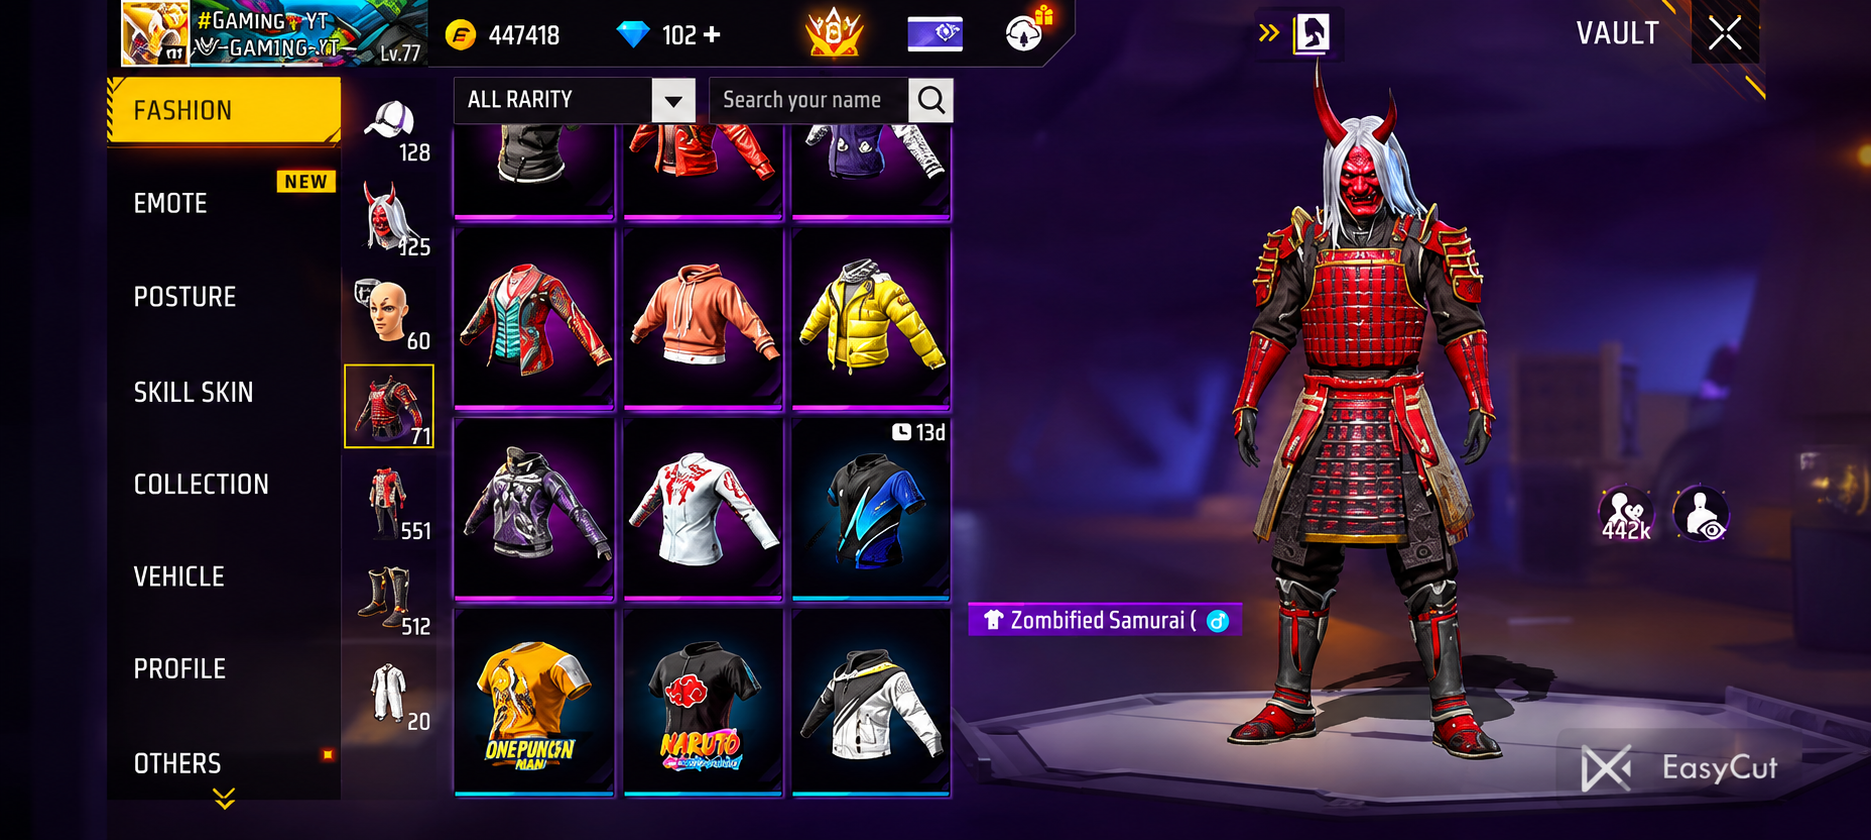 #GAMING-YT
-GAMING-YT-
Lv.77
447418
102 +
VAULT
FASHION
ALL RARITY
Search your name
128
NEW
EMOTE
125
POSTURE
60
SKILL SKIN
71
13d
COLLECTION
551
442k
VEHICLE
512
Zombified Samurai (
PROFILE
20
ONE PUNCH
MAN
NARUTO
OTHERS
EasyCut